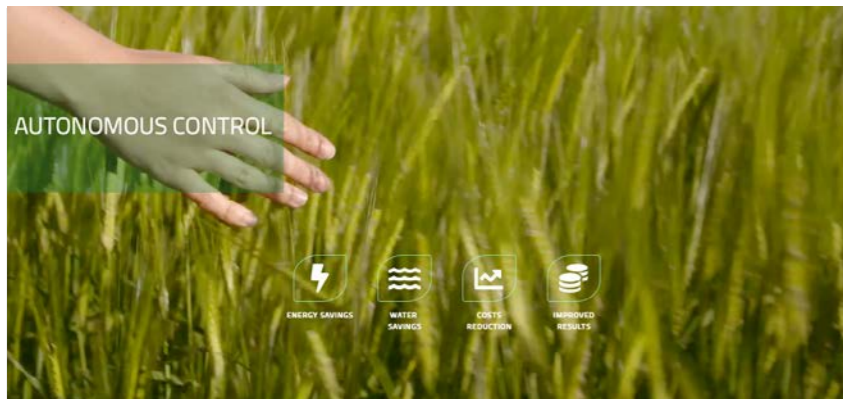 AUTONOMOUS CONTROL
ENERGY SAVINGS
WATER
SAVINGS
COSTS
REDUCTION
IMPROVED
RESULTS